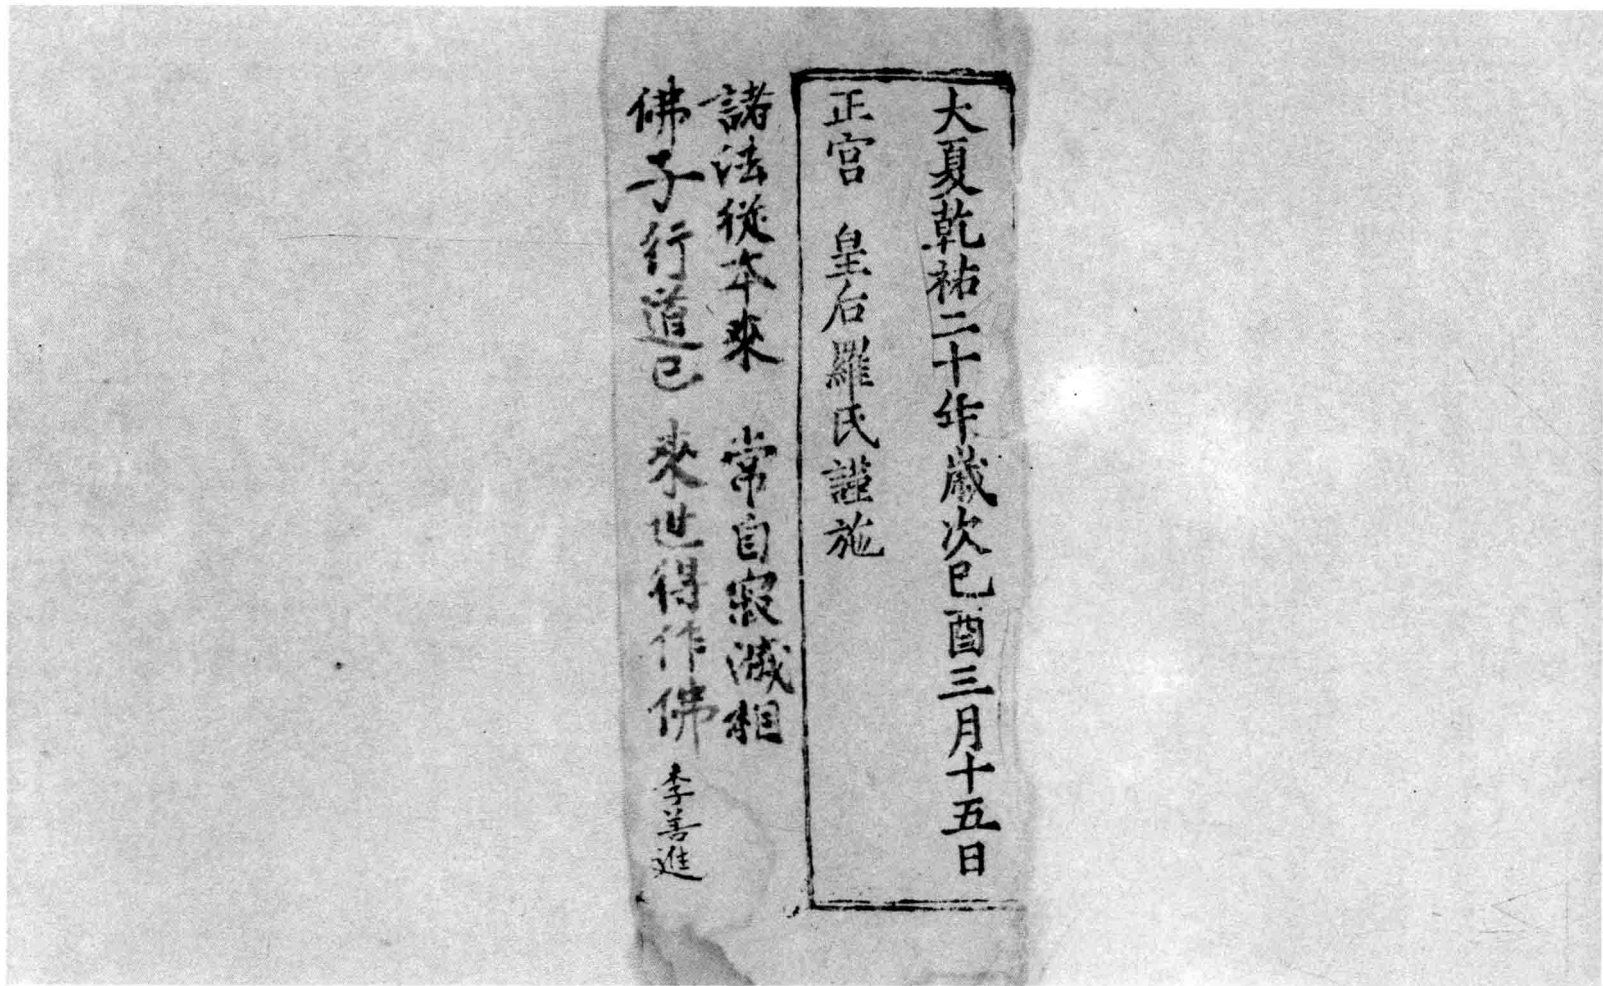 大夏乾祐二十年歲次己酉三月十五日
正宮　皇后羅氏謹施
諸法從本來　常自寂滅相
佛子行道已　來世得作佛　李善進